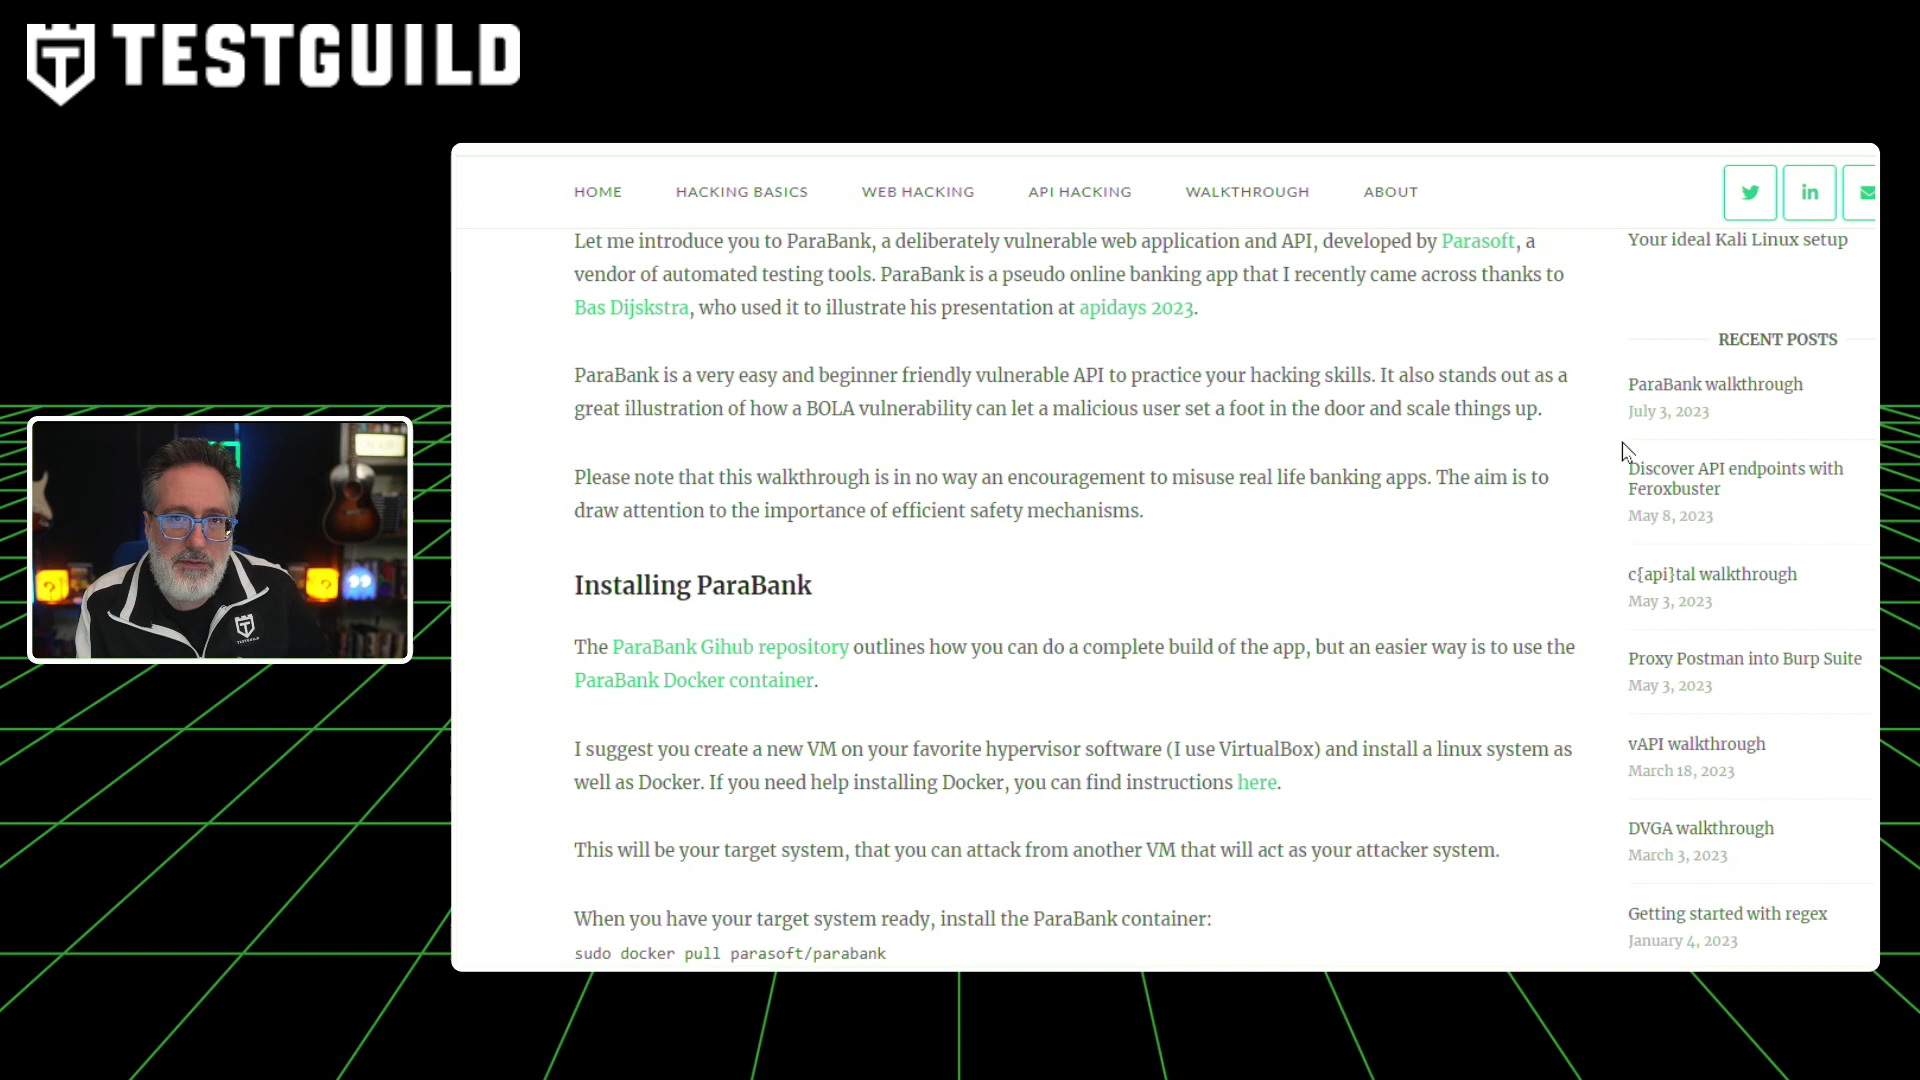 TESTGUILD
HOME HACKING BASICS WEB HACKING API HACKING WALKTHROUGH ABOUT
Let me introduce you to ParaBank, a deliberately vulnerable web application and API, developed by Parasoft, a
vendor of automated testing tools. ParaBank is a pseudo online banking app that I recently came across thanks to
Bas Dijskstra, who used it to illustrate his presentation at apidays 2023.
ParaBank is a very easy and beginner friendly vulnerable API to practice your hacking skills. It also stands out as a
great illustration of how a BOLA vulnerability can let a malicious user set a foot in the door and scale things up.
Please note that this walkthrough is in no way an encouragement to misuse real life banking apps. The aim is to
draw attention to the importance of efficient safety mechanisms.
Installing ParaBank
The ParaBank Gihub repository outlines how you can do a complete build of the app, but an easier way is to use the
ParaBank Docker container.
I suggest you create a new VM on your favorite hypervisor software (I use VirtualBox) and install a linux system as
well as Docker. If you need help installing Docker, you can find instructions here.
This will be your target system, that you can attack from another VM that will act as your attacker system.
When you have your target system ready, install the ParaBank container:
sudo docker pull parasoft/parabank
Your ideal Kali Linux setup
RECENT POSTS
ParaBank walkthrough
July 3, 2023
Discover API endpoints with
Feroxbuster
May 8, 2023
c{api}tal walkthrough
May 3, 2023
Proxy Postman into Burp Suite
May 3, 2023
vAPI walkthrough
March 18, 2023
DVGA walkthrough
March 3, 2023
Getting started with regex
January 4, 2023
TESTGUILD